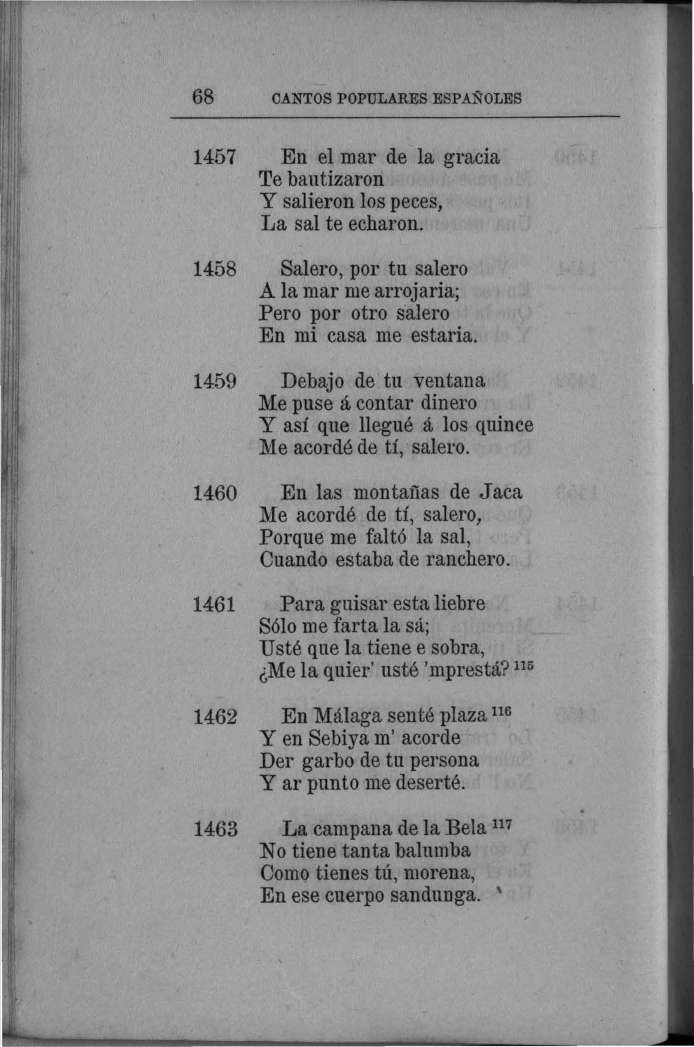 68 CANTOS POPULARES ESPAÑOLES
1457 En el mar de la gracia
Te bautizaron
Y salieron los peces,
La sal te echaron.
1458 Salero, por tu salero
A la mar me arrojaria;
Pero por otro salero
En mi casa me estaria.
1459 Debajo de tu ventana
Me puse á contar dinero
Y así que llegué á los quince
Me acordé de tí, salero.
1460 En las montañas de Jaca
Me acordé de tí, salero,
Porque me faltó la sal,
Cuando estaba de ranchero.
1461 Para guisar esta liebre
Sólo me farta la sá;
Usté que la tiene e sobra,
¿Me la quier' usté 'mprestá? 115
1462 En Málaga senté plaza 116
Y en Sebiya m' acorde
Der garbo de tu persona
Y ar punto me deserté.
1463 La campana de la Bela 117
No tiene tanta balumba
Como tienes tú, morena,
En ese cuerpo sandunga.